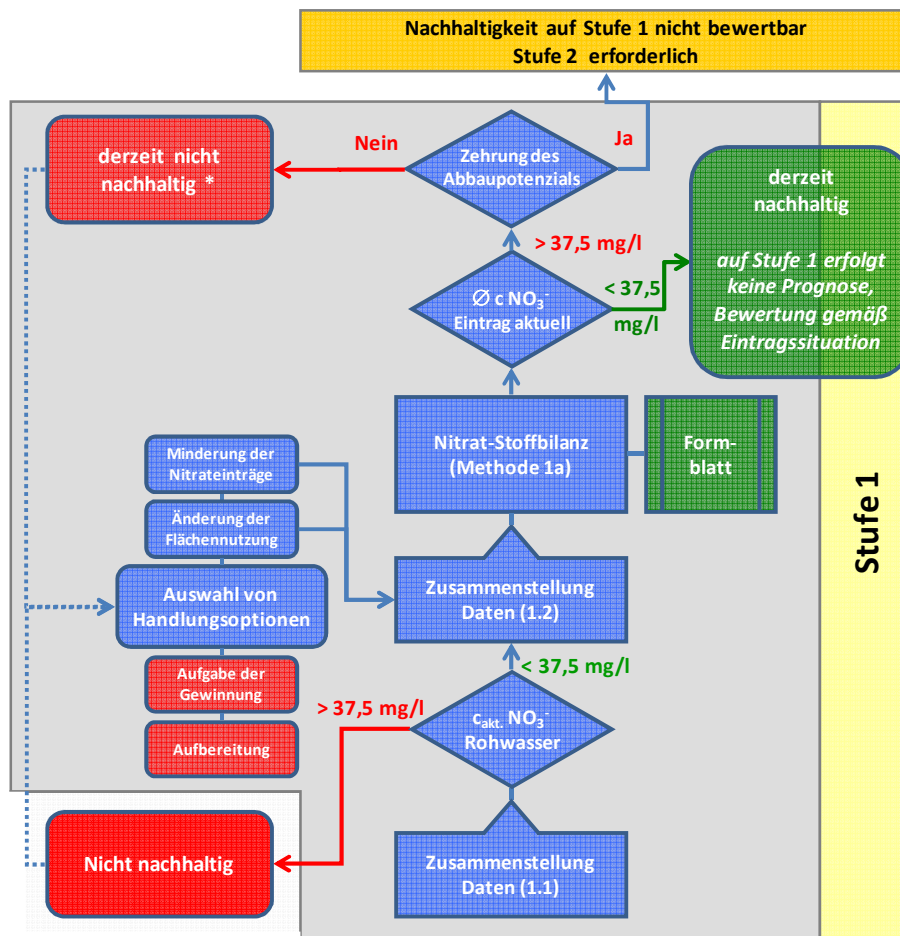 Nachhaltigkeit auf Stufe 1 nicht bewertbar
Stufe 2 erforderlich
derzeit nicht
nachhaltig *
Nein
Zehrung des
Abbaupotenzials
Ja
derzeit
nachhaltig
auf Stufe 1 erfolgt
keine Prognose,
Bewertung gemäß
Eintragssituation
> 37,5 mg/l
Ø c NO₃⁻
Eintrag aktuell
< 37,5
mg/l
Nitrat-Stoffbilanz
(Methode 1a)
Form-
blatt
Minderung der
Nitrateinträge
Änderung der
Flächennutzung
Auswahl von
Handlungsoptionen
Aufgabe der
Gewinnung
Aufbereitung
Zusammenstellung
Daten (1.2)
< 37,5 mg/l
> 37,5 mg/l
cakt. NO₃⁻
Rohwasser
Nicht nachhaltig
Zusammenstellung
Daten (1.1)
Stufe 1